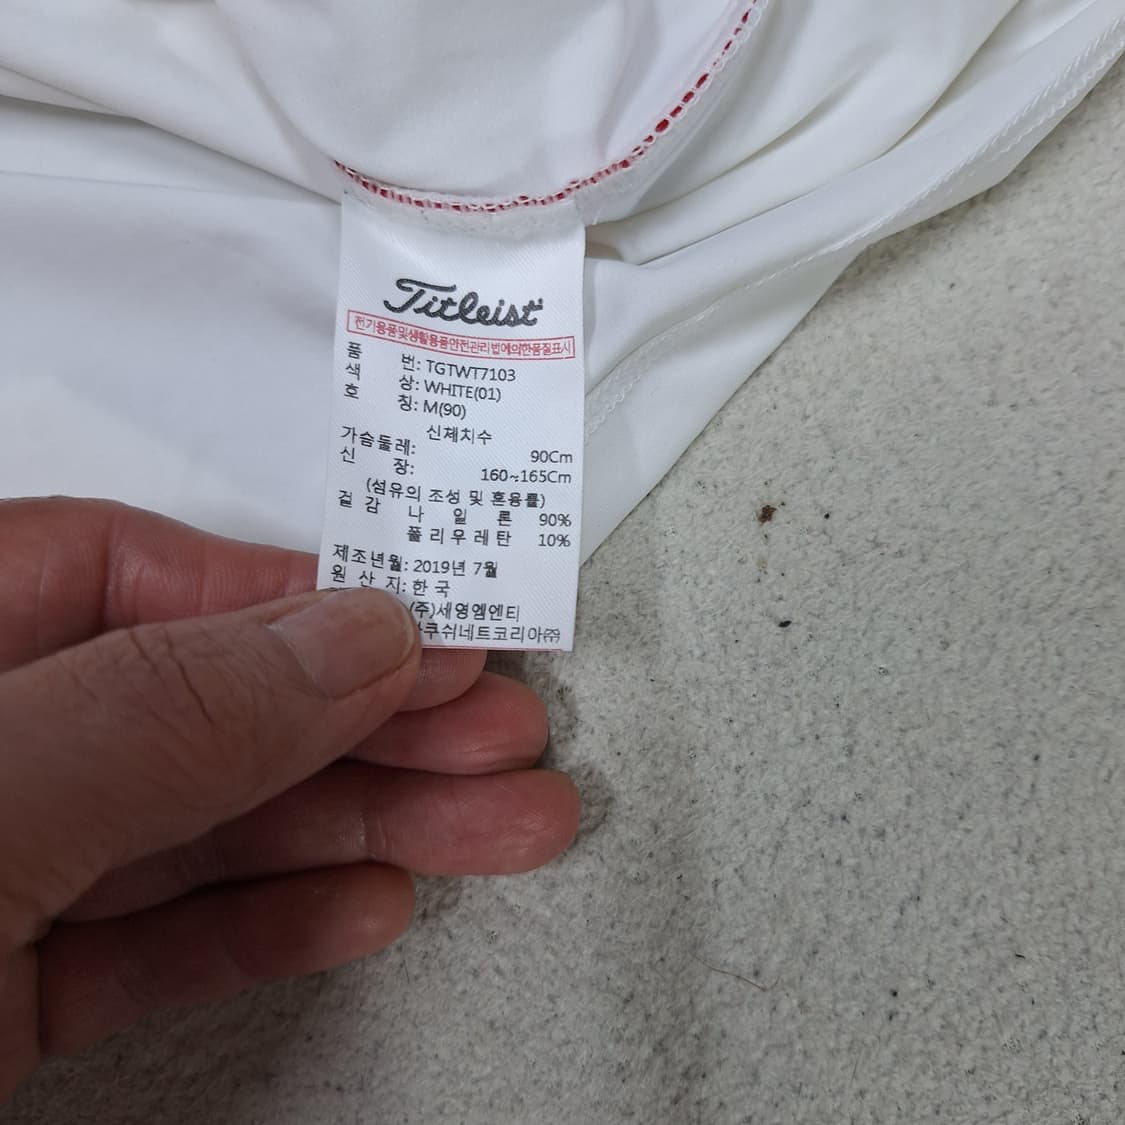 Titleist
전기용품및생활용품안전관리법에의한품질표시
품 번: TGTWT7103
색 상: WHITE(01)
호 칭: M(90)
신체치수
가슴둘레: 90Cm
신 장: 160~165Cm
(섬유의 조성 및 혼용률)
겉감 나일론 90%
폴리우레탄 10%
제조년월: 2019년 7월
원산지: 한국
(주)세영엠엔티
쿠쉬네트코리아㈜